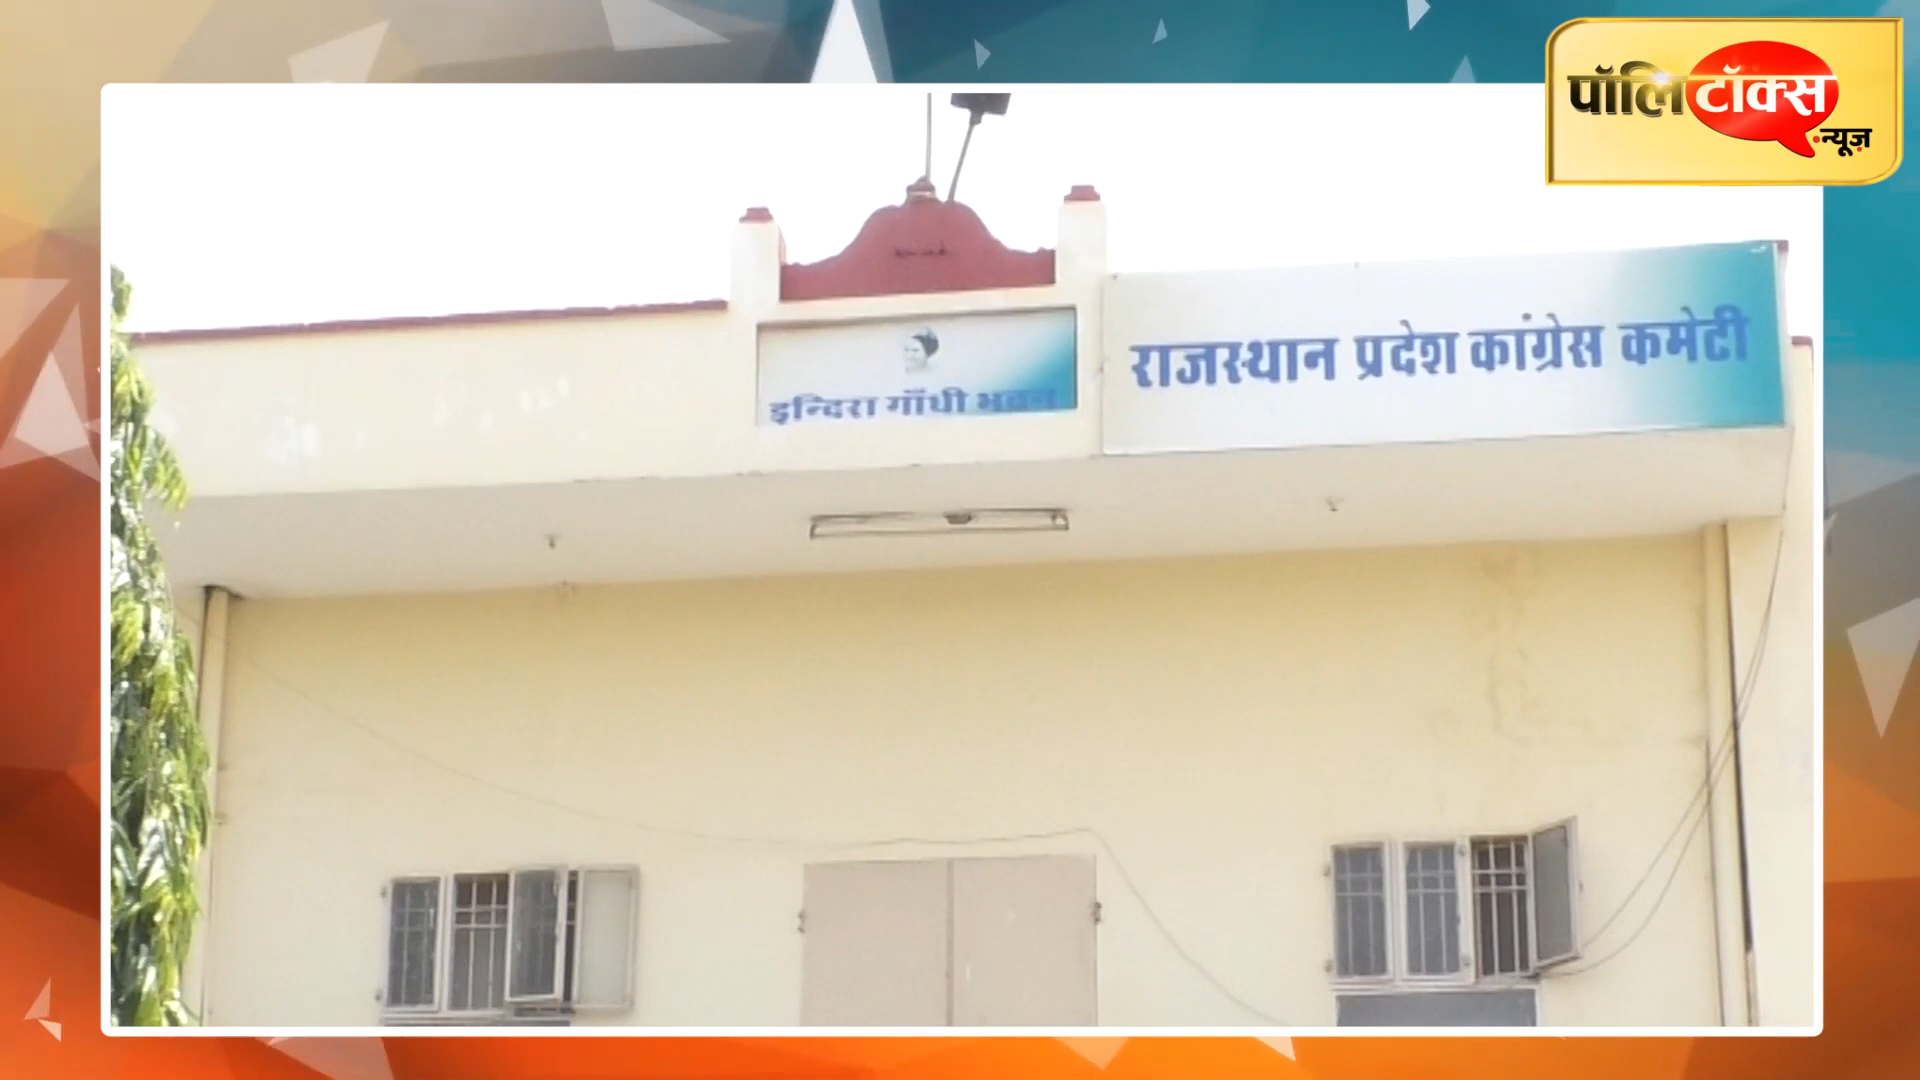 पॉलिटॉक्स
.न्यूज़
इन्दिरा गाँधी भवन
राजस्थान प्रदेश कांग्रेस कमेटी